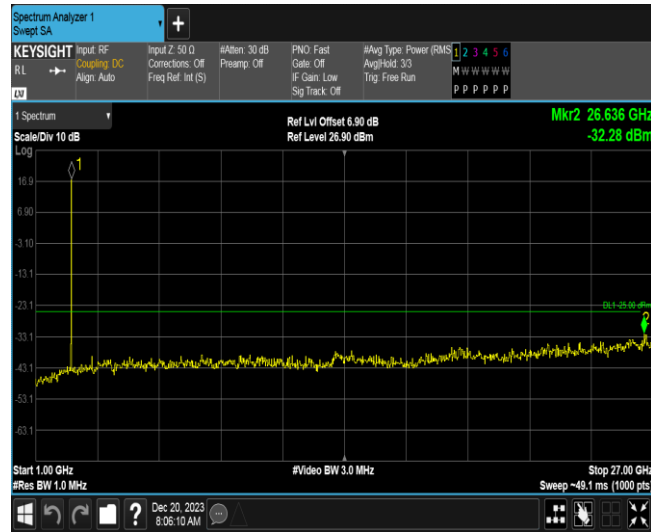 Spectrum Analyzer 1
Swept SA
+
KEYSIGHT Input: RF Input Z: 50 Ω #Atten: 30 dB PNO: Fast #Avg Type: Power (RMS 1 2 3 4 5 6
RL Coupling: DC Corrections: Off Preamp: Off Gate: Off Avg|Hold: 3/3 M W W W W W
Align: Auto Freq Ref: Int (S) IF Gain: Low Trig: Free Run
LXI Sig Track: Off P P P P P P
1 Spectrum Ref Lvl Offset 6.90 dB Mkr2 26.636 GHz
Scale/Div 10 dB Ref Level 26.90 dBm -32.28 dBm
Log
1
16.9
6.90
-3.10
-13.1
-23.1 DL1 -25.00 dBm
2
-33.1
-43.1
-53.1
-63.1
Start 1.00 GHz #Video BW 3.0 MHz Stop 27.00 GHz
#Res BW 1.0 MHz Sweep ~49.1 ms (1000 pts)
? Dec 20, 2023
8:06:10 AM